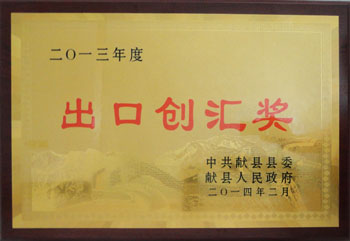 二〇一三年度
出口创汇奖
中共献县县委
献县人民政府
二〇一四年二月